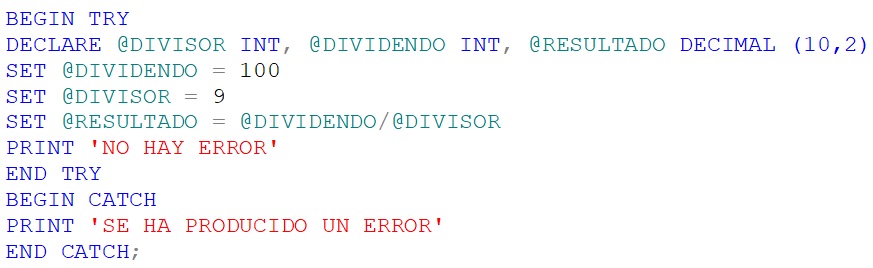 BEGIN TRY
DECLARE @DIVISOR INT, @DIVIDENDO INT, @RESULTADO DECIMAL (10,2)
SET @DIVIDENDO = 100
SET @DIVISOR = 9
SET @RESULTADO = @DIVIDENDO/@DIVISOR
PRINT 'NO HAY ERROR'
END TRY
BEGIN CATCH
PRINT 'SE HA PRODUCIDO UN ERROR'
END CATCH;